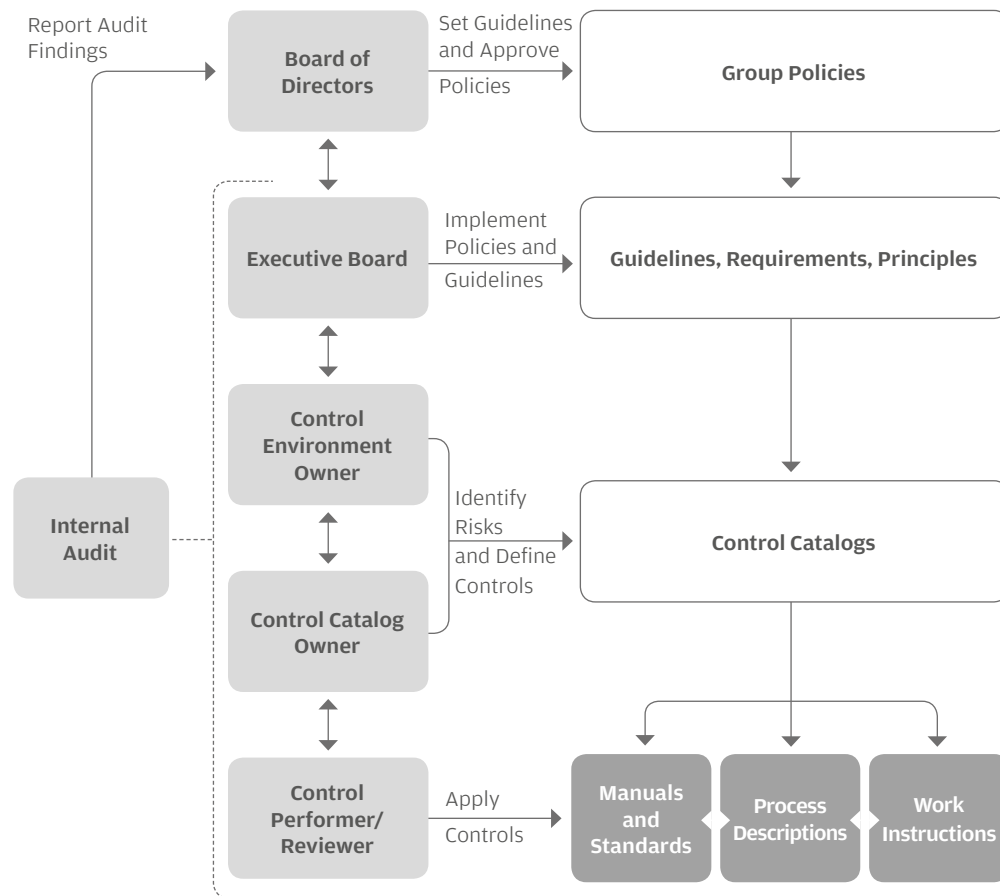 Report Audit
Findings
Board of
Directors
Set Guidelines
and Approve
Policies
Group Policies
Executive Board
Implement
Policies and
Guidelines
Guidelines, Requirements, Principles
Control
Environment
Owner
Internal
Audit
Identify
Risks
and Define
Controls
Control Catalogs
Control Catalog
Owner
Control
Performer/
Reviewer
Apply
Controls
Manuals
and
Standards
Process
Descriptions
Work
Instructions